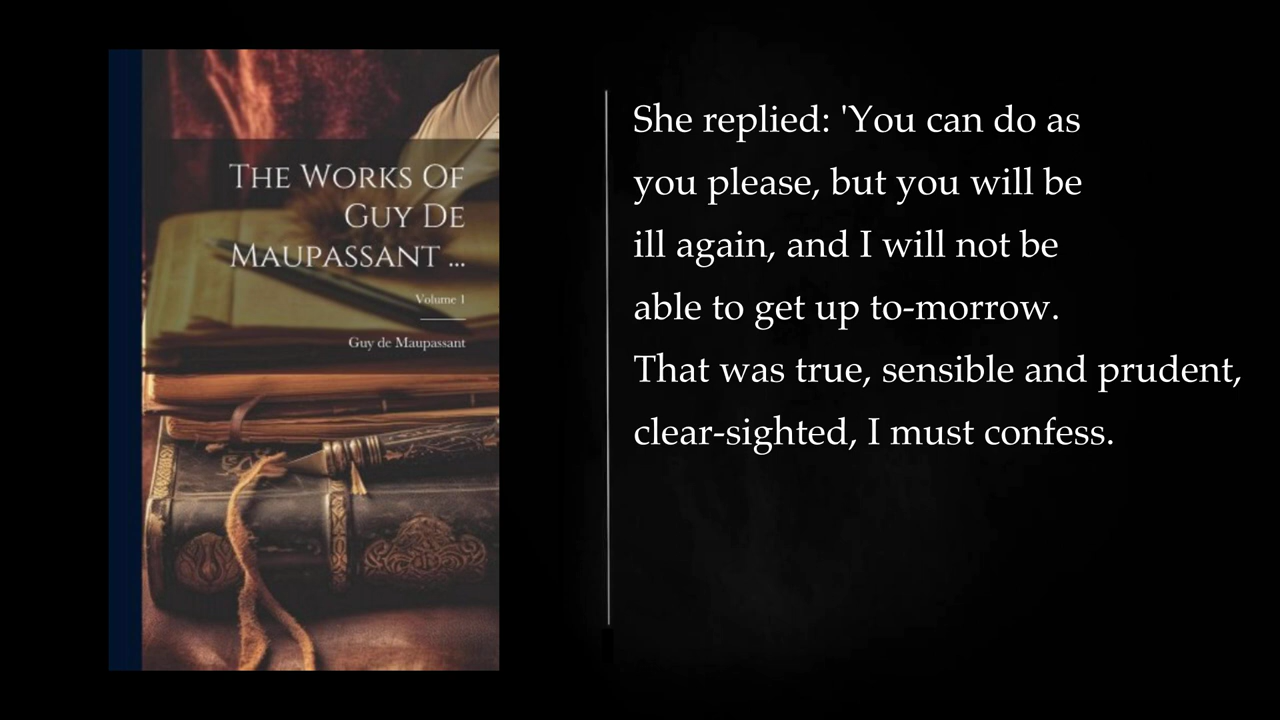 THE WORKS OF
GUY DE
MAUPASSANT ...
Volume 1
Guy de Maupassant
She replied: 'You can do as
you please, but you will be
ill again, and I will not be
able to get up to-morrow.
That was true, sensible and prudent,
clear-sighted, I must confess.